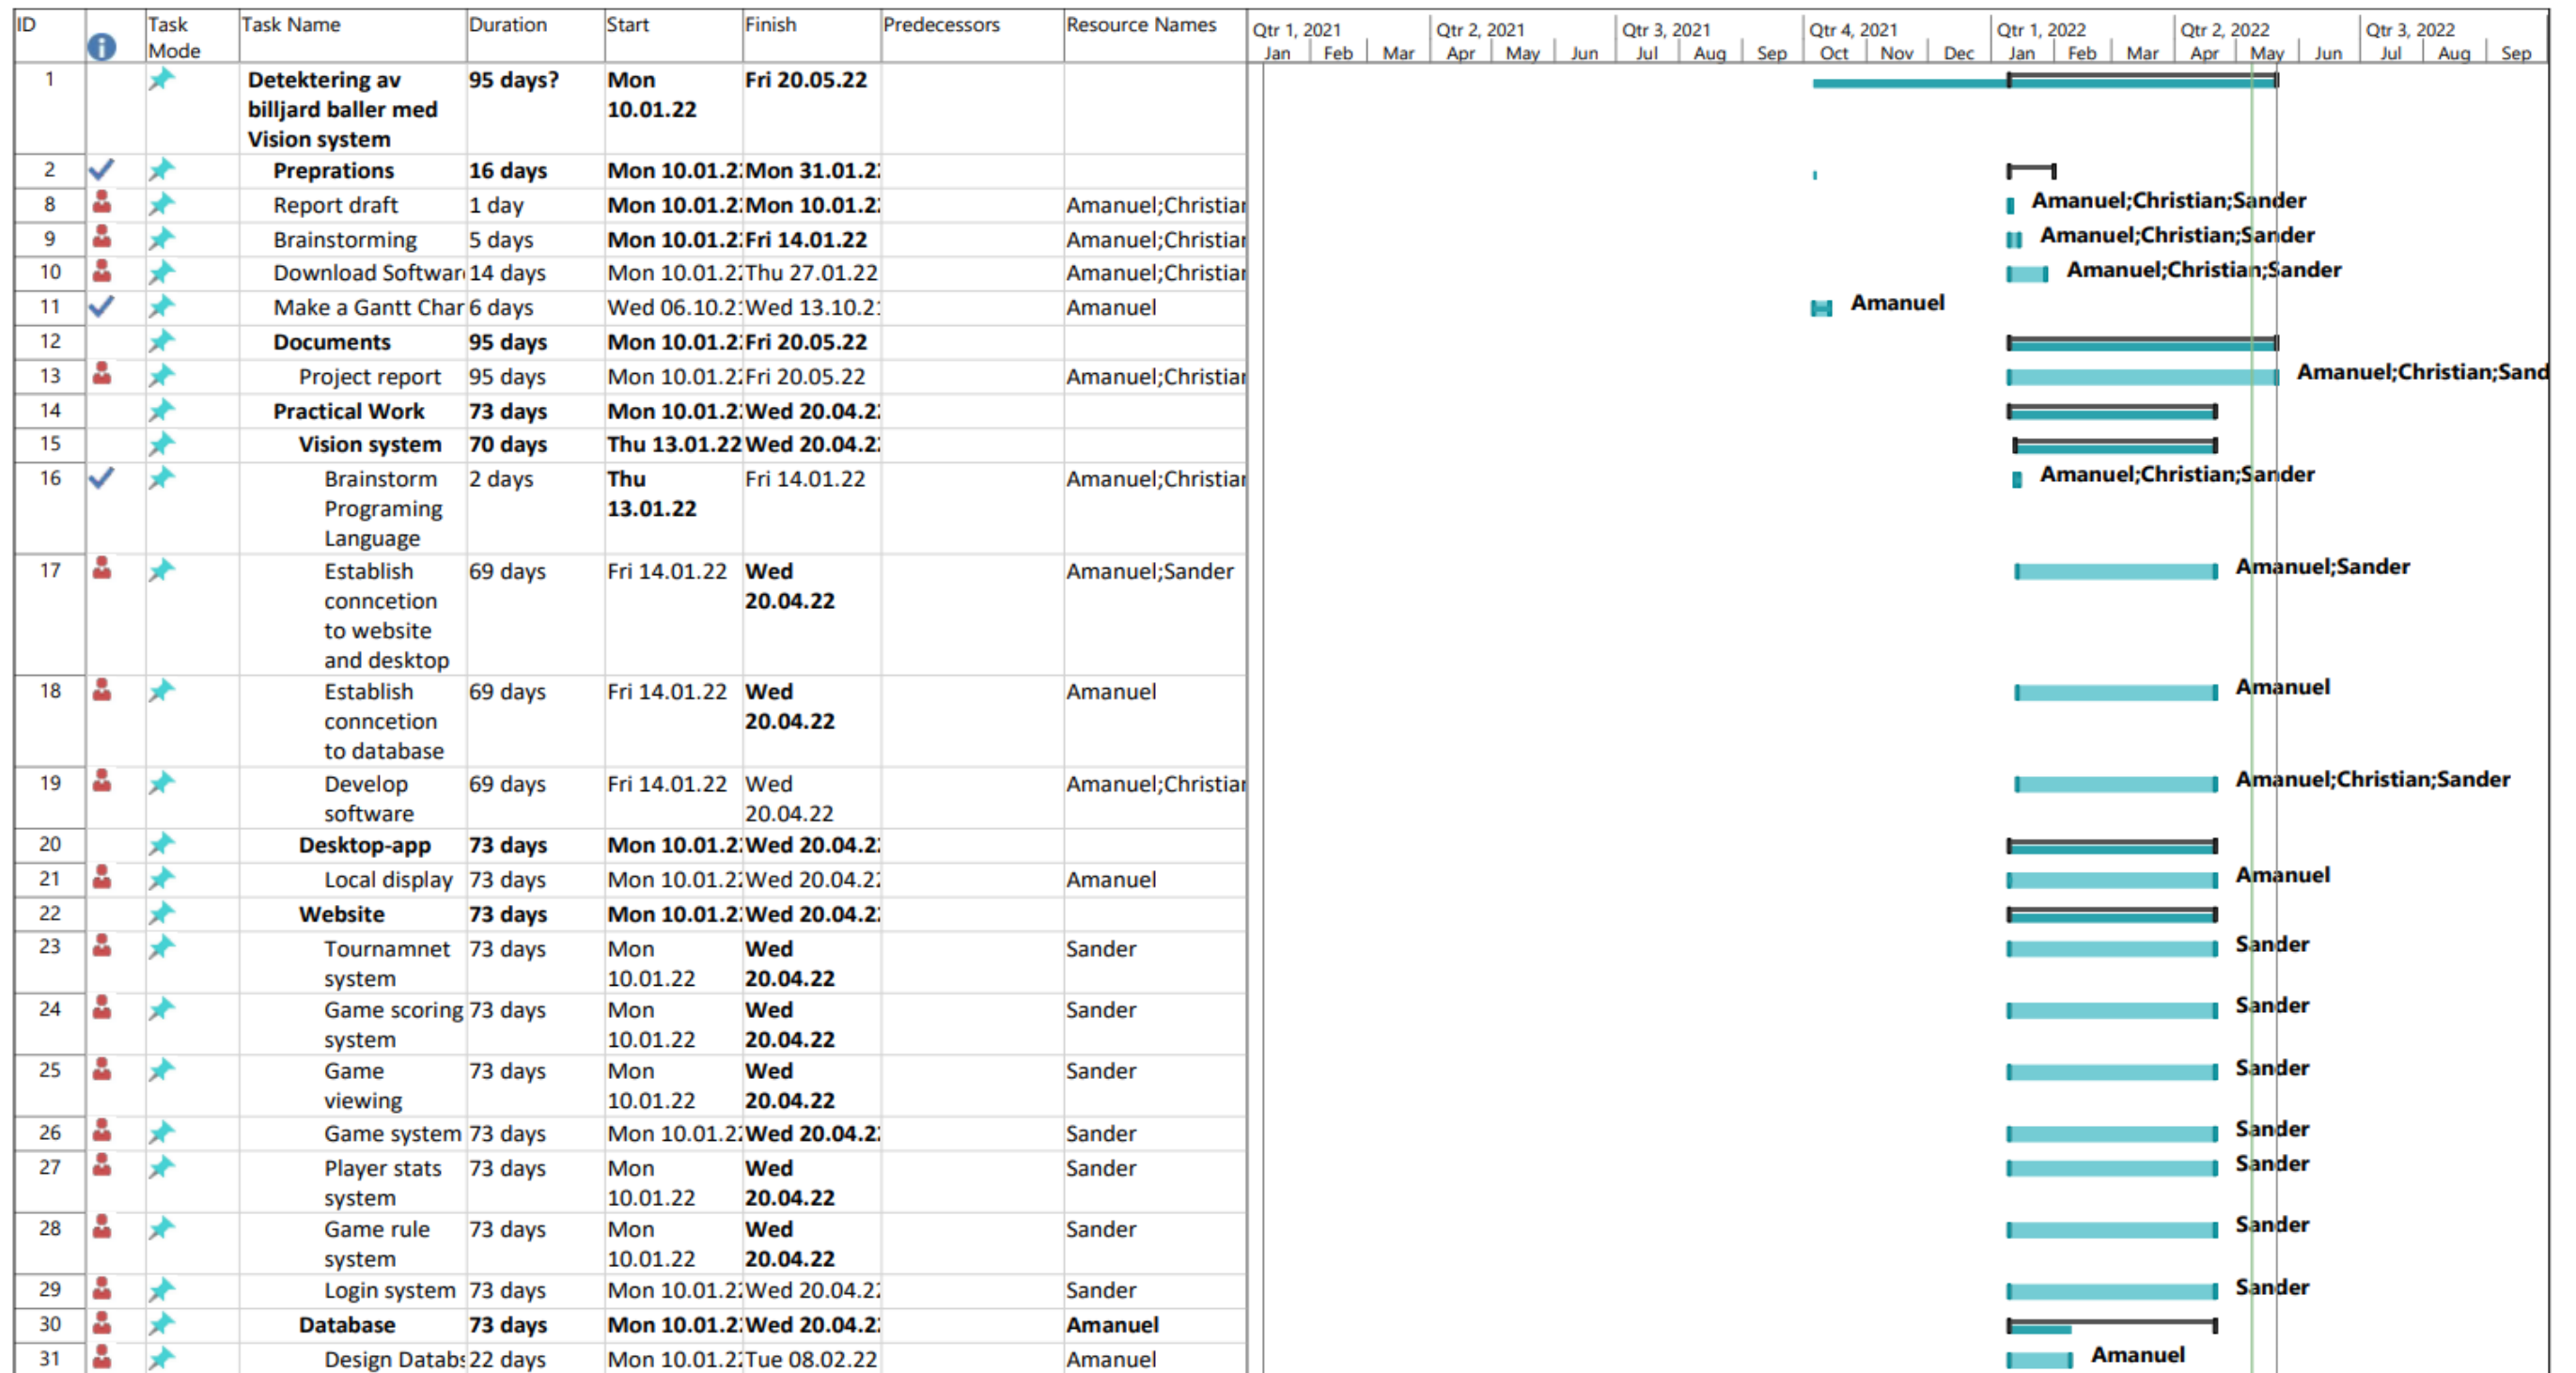 ID Task Mode Task Name Duration Start Finish Predecessors Resource Names
Qtr 1, 2021 Qtr 2, 2021 Qtr 3, 2021 Qtr 4, 2021 Qtr 1, 2022 Qtr 2, 2022 Qtr 3, 2022
Jan Feb Mar Apr May Jun Jul Aug Sep Oct Nov Dec Jan Feb Mar Apr May Jun Jul Aug Sep
1 Detektering av 95 days? Mon Fri 20.05.22
billjard baller med 10.01.22
Vision system
2 Preprations 16 days Mon 10.01.2 Mon 31.01.2
8 Report draft 1 day Mon 10.01.2 Mon 10.01.2 Amanuel;Christian Amanuel;Christian;Sander
9 Brainstorming 5 days Mon 10.01.2 Fri 14.01.22 Amanuel;Christian Amanuel;Christian;Sander
10 Download Softwar 14 days Mon 10.01.22 Thu 27.01.22 Amanuel;Christian Amanuel;Christian;Sander
11 Make a Gantt Char 6 days Wed 06.10.21 Wed 13.10.21 Amanuel Amanuel
12 Documents 95 days Mon 10.01.2 Fri 20.05.22
13 Project report 95 days Mon 10.01.22 Fri 20.05.22 Amanuel;Christian Amanuel;Christian;Sand
14 Practical Work 73 days Mon 10.01.2 Wed 20.04.2
15 Vision system 70 days Thu 13.01.22 Wed 20.04.2
16 Brainstorm 2 days Thu Fri 14.01.22 Amanuel;Christian Amanuel;Christian;Sander
Programing 13.01.22
Language
17 Establish 69 days Fri 14.01.22 Wed Amanuel;Sander Amanuel;Sander
conncetion 20.04.22
to website
and desktop
18 Establish 69 days Fri 14.01.22 Wed Amanuel Amanuel
conncetion 20.04.22
to database
19 Develop 69 days Fri 14.01.22 Wed Amanuel;Christian Amanuel;Christian;Sander
software 20.04.22
20 Desktop-app 73 days Mon 10.01.2 Wed 20.04.2
21 Local display 73 days Mon 10.01.22 Wed 20.04.22 Amanuel Amanuel
22 Website 73 days Mon 10.01.2 Wed 20.04.2
23 Tournamnet 73 days Mon Wed Sander Sander
system 10.01.22 20.04.22
24 Game scoring 73 days Mon Wed Sander Sander
system 10.01.22 20.04.22
25 Game 73 days Mon Wed Sander Sander
viewing 10.01.22 20.04.22
26 Game system 73 days Mon 10.01.22 Wed 20.04.2 Sander Sander
27 Player stats 73 days Mon Wed Sander Sander
system 10.01.22 20.04.22
28 Game rule 73 days Mon Wed Sander Sander
system 10.01.22 20.04.22
29 Login system 73 days Mon 10.01.22 Wed 20.04.22 Sander Sander
30 Database 73 days Mon 10.01.2 Wed 20.04.2 Amanuel
31 Design Datab 22 days Mon 10.01.22 Tue 08.02.22 Amanuel Amanuel